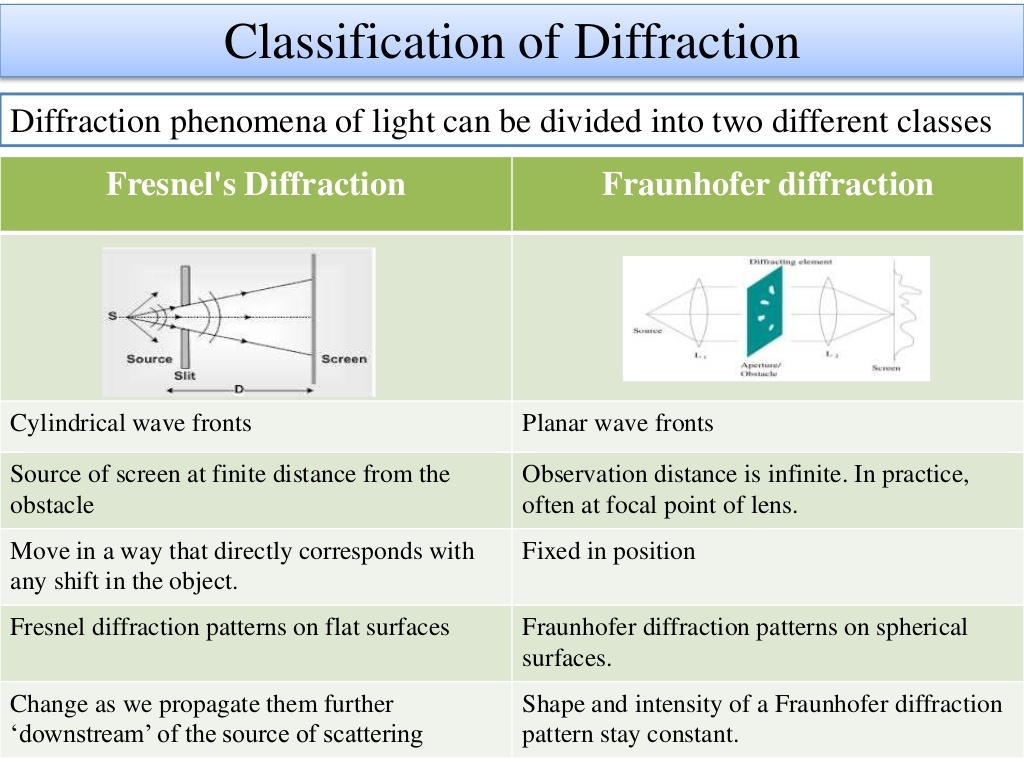 Classification of Diffraction
Diffraction phenomena of light can be divided into two different classes
Fresnel's Diffraction
Fraunhofer diffraction
S
Source
Slit
Screen
D
Diffracting element
Source
L1
Aperture/
Obstacle
L2
Screen
Cylindrical wave fronts
Planar wave fronts
Source of screen at finite distance from the
obstacle
Observation distance is infinite. In practice,
often at focal point of lens.
Move in a way that directly corresponds with
any shift in the object.
Fixed in position
Fresnel diffraction patterns on flat surfaces
Fraunhofer diffraction patterns on spherical
surfaces.
Change as we propagate them further
‘downstream’ of the source of scattering
Shape and intensity of a Fraunhofer diffraction
pattern stay constant.